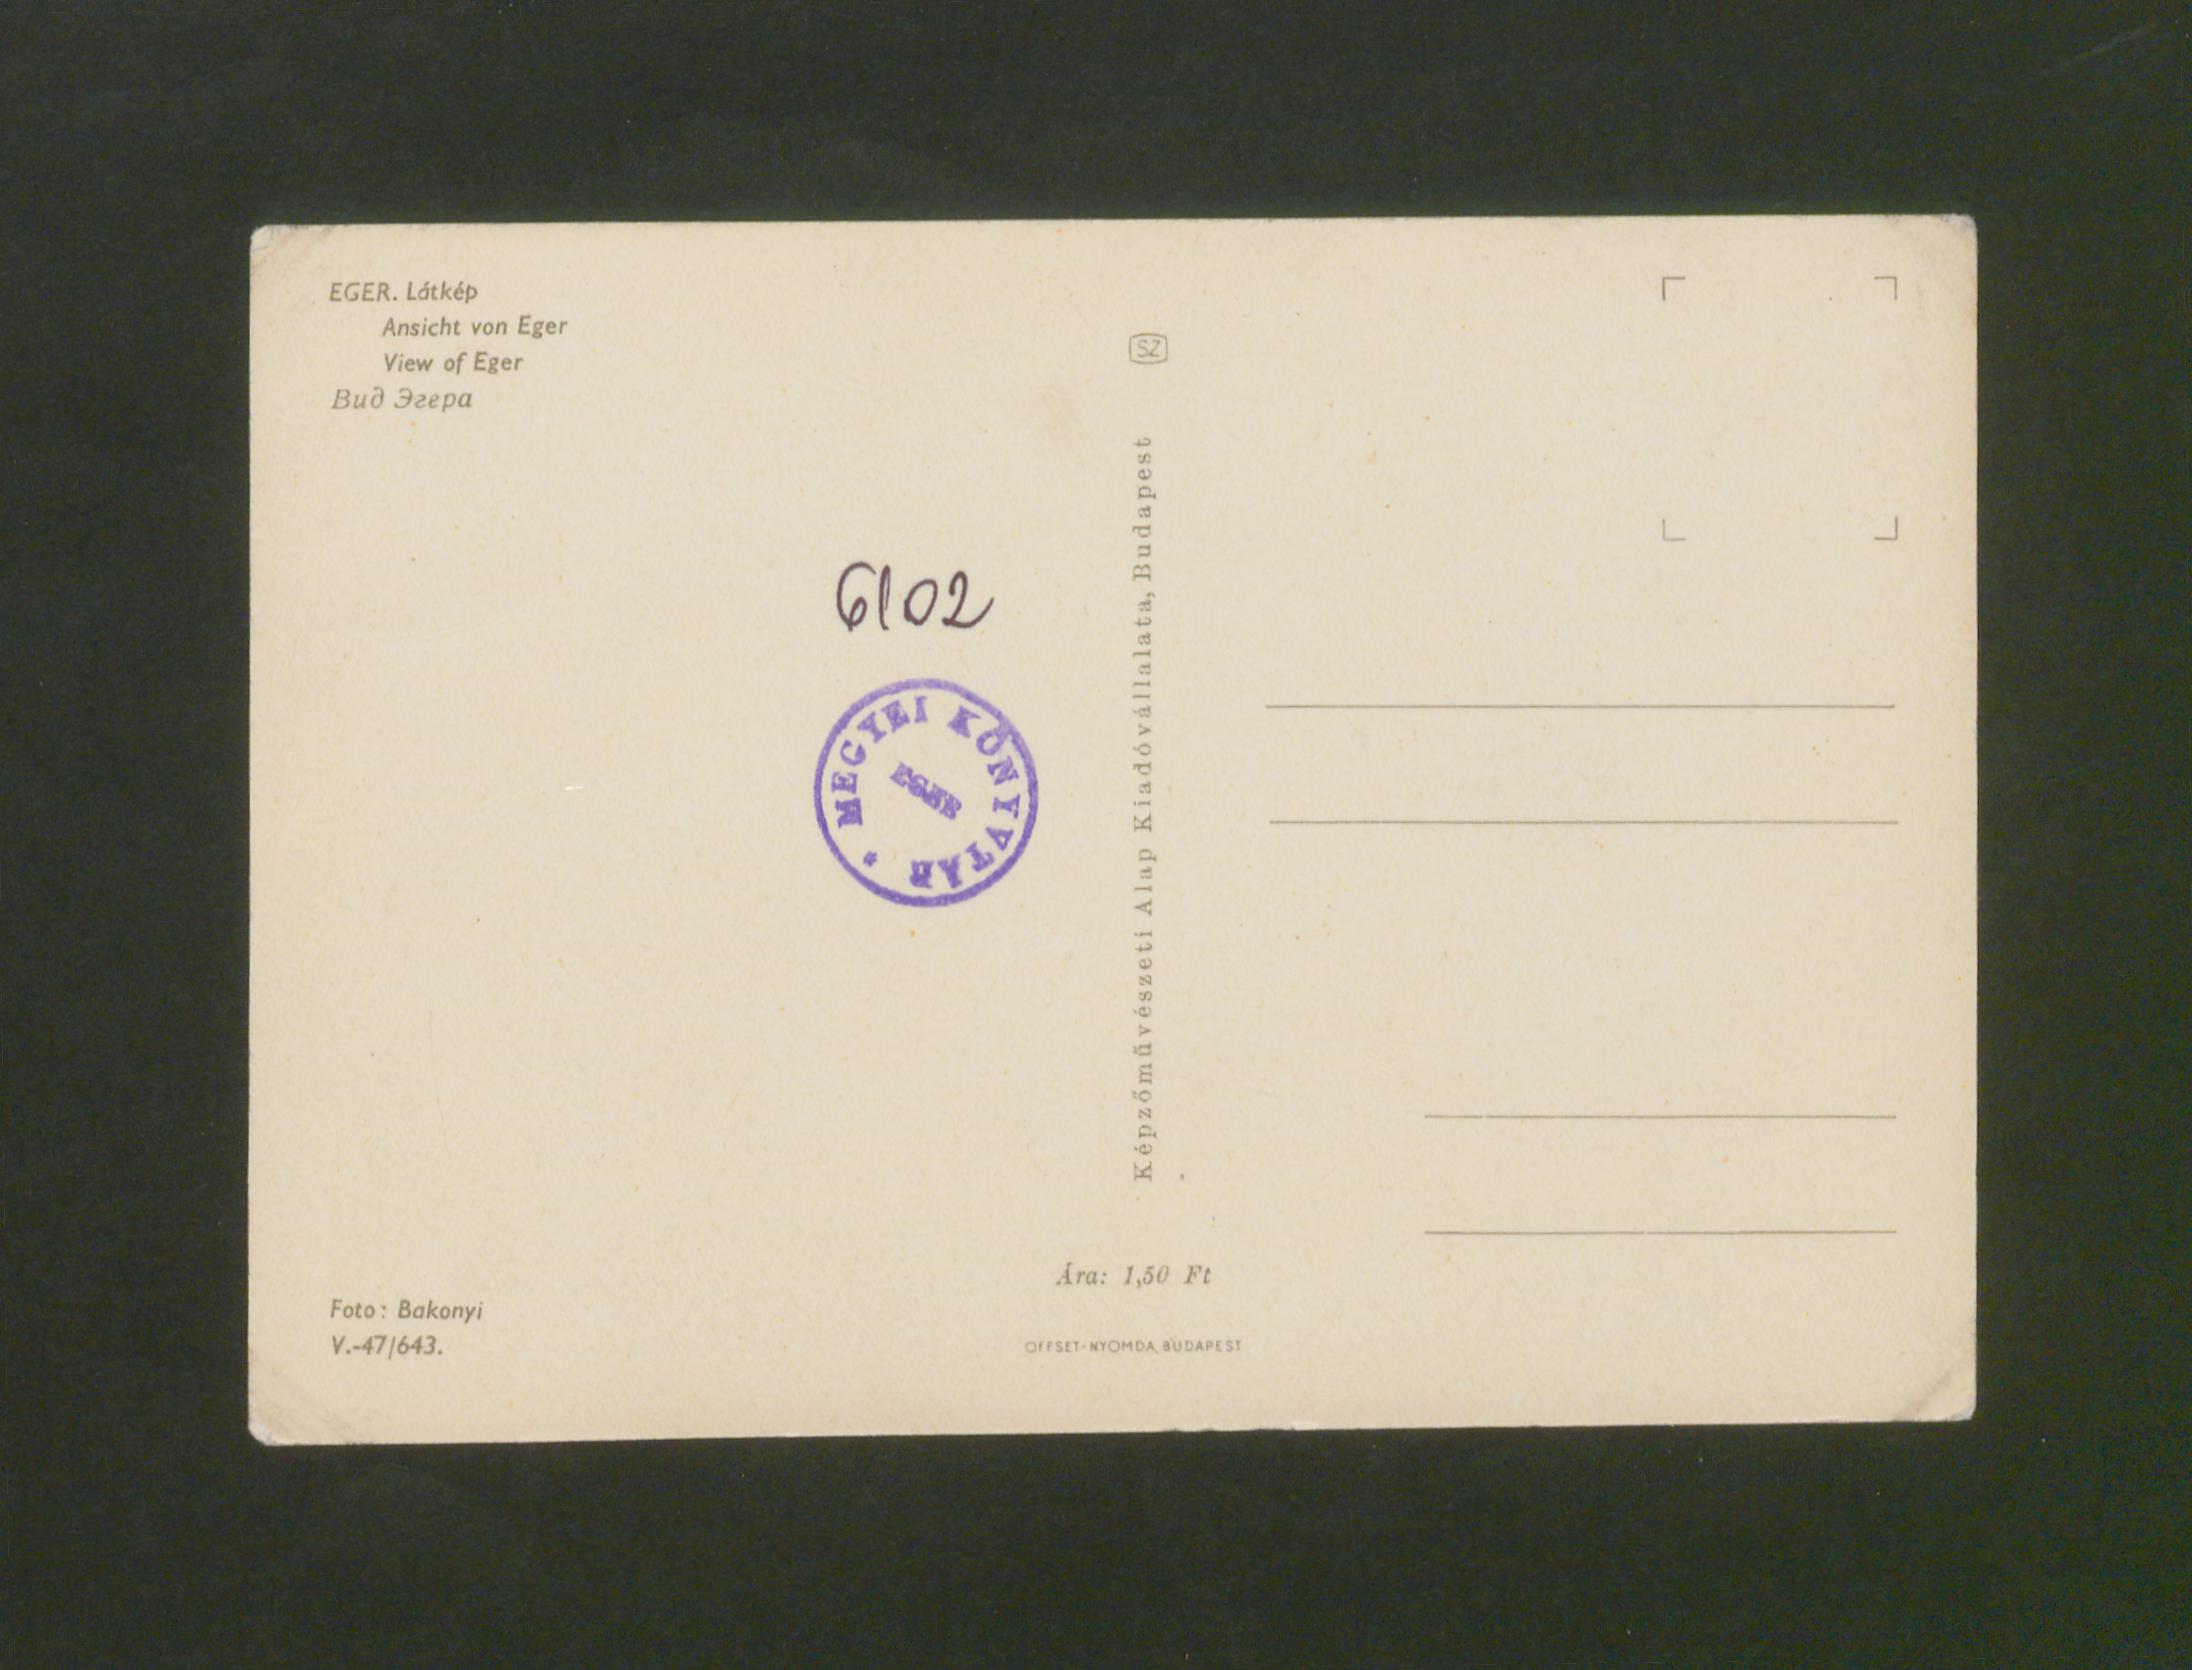 EGER. Látkép
Ansicht von Eger
View of Eger
Вид Эгера
SZ
6102
MEGYEI KÖNYVTÁR *
EGER
Képzőművészeti Alap Kiadóvállalata, Budapest
Ára: 1,50 Ft
Foto: Bakonyi
V.-47/643.
OFFSET-NYOMDA, BUDAPEST